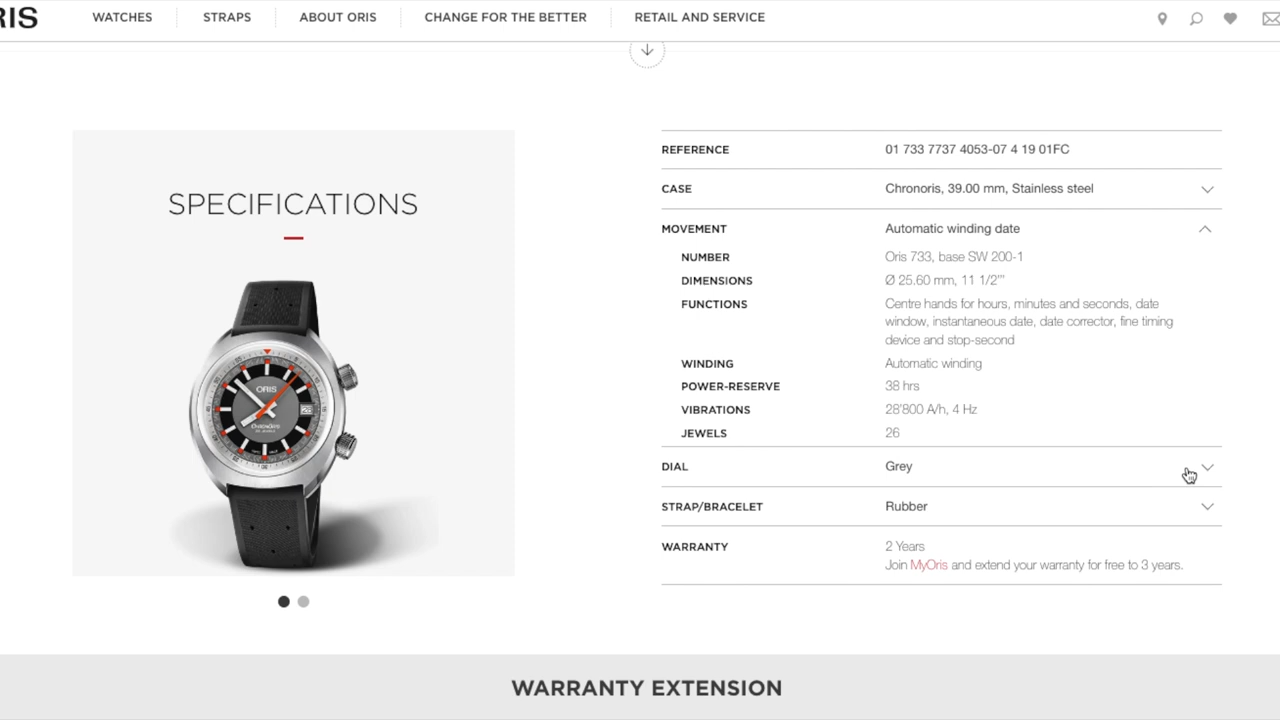 RIS
WATCHES
STRAPS
ABOUT ORIS
CHANGE FOR THE BETTER
RETAIL AND SERVICE
SPECIFICATIONS
ORIS
CHRONORIS
28
REFERENCE 01 733 7737 4053-07 4 19 01FC
CASE Chronoris, 39.00 mm, Stainless steel
MOVEMENT Automatic winding date
NUMBER Oris 733, base SW 200-1
DIMENSIONS Ø 25.60 mm, 11 1/2'''
FUNCTIONS Centre hands for hours, minutes and seconds, date
window, instantaneous date, date corrector, fine timing
device and stop-second
WINDING Automatic winding
POWER-RESERVE 38 hrs
VIBRATIONS 28'800 A/h, 4 Hz
JEWELS 26
DIAL Grey
STRAP/BRACELET Rubber
WARRANTY 2 Years
Join MyOris and extend your warranty for free to 3 years.
WARRANTY EXTENSION